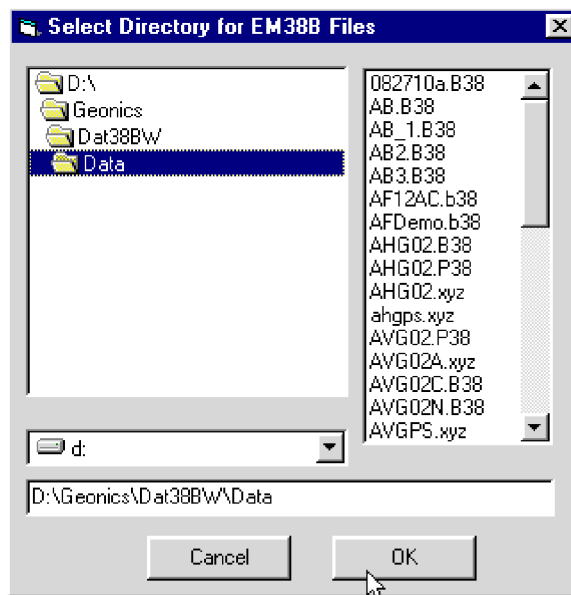 Select Directory for EM38B Files
D:\
Geonics
Dat38BW
Data
082710a.B38
AB.B38
AB_1.B38
AB2.B38
AB3.B38
AF12AC.b38
AFDemo.b38
AHG02.B38
AHG02.P38
AHG02.xyz
ahgps.xyz
AVG02.P38
AVG02A.xyz
AVG02C.B38
AVG02N.B38
AVGPS.xyz
d:
D:\Geonics\Dat38BW\Data
Cancel OK